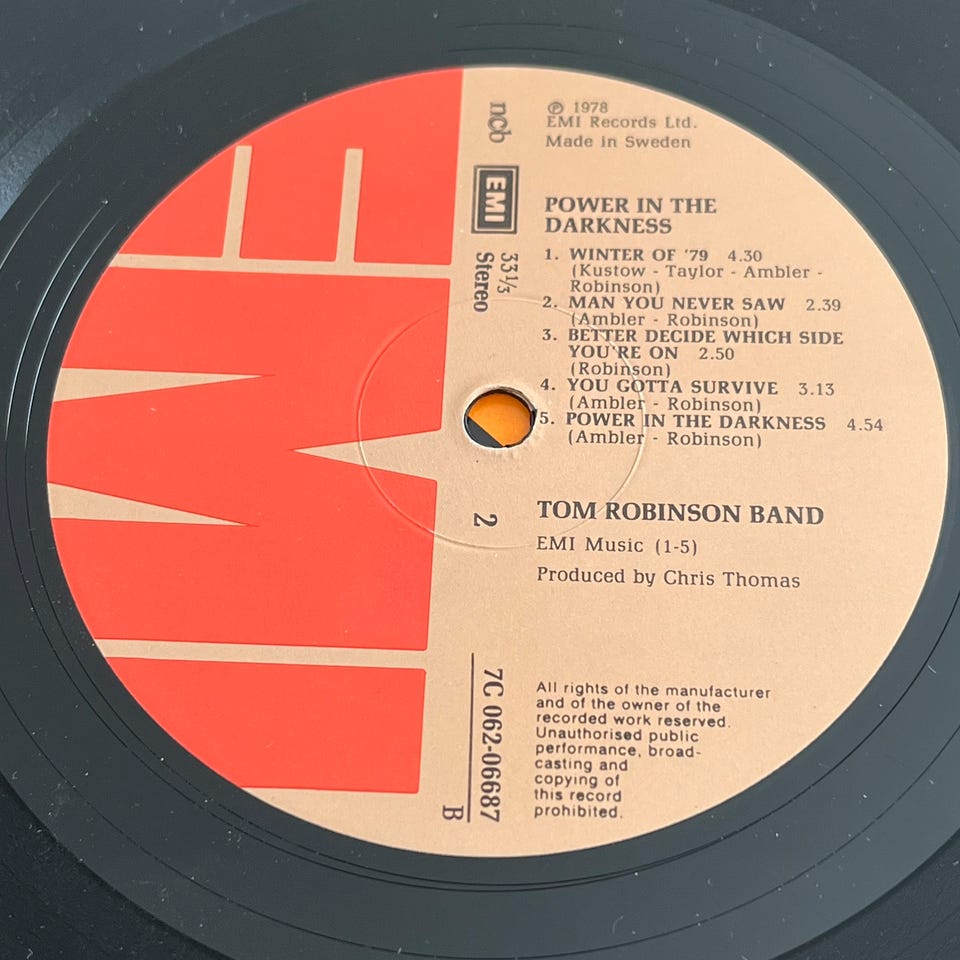 ℗ 1978
EMI Records Ltd.
Made in Sweden
ncb
EMI
33 1/3
Stereo
POWER IN THE
DARKNESS
1. WINTER OF '79 4.30
(Kustow - Taylor - Ambler -
Robinson)
2. MAN YOU NEVER SAW 2.39
(Ambler - Robinson)
3. BETTER DECIDE WHICH SIDE
YOU'RE ON 2.50
(Robinson)
4. YOU GOTTA SURVIVE 3.13
(Ambler - Robinson)
5. POWER IN THE DARKNESS 4.54
(Ambler - Robinson)
2
TOM ROBINSON BAND
EMI Music (1-5)
Produced by Chris Thomas
7C 062-06687
B
All rights of the manufacturer
and of the owner of the
recorded work reserved.
Unauthorised public
performance, broad-
casting and
copying of
this record
prohibited.
EMI